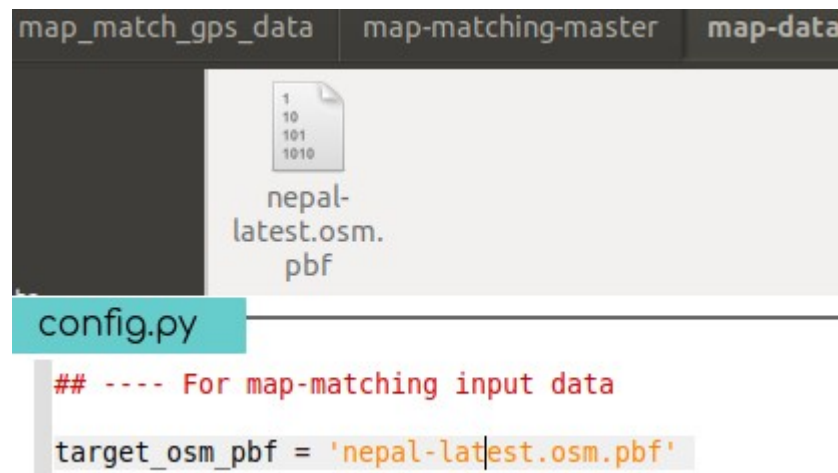 map_match_gps_data map-matching-master map-data
1
10
101
1010
nepal-
latest.osm.
pbf
config.py
## ---- For map-matching input data
target_osm_pbf = 'nepal-latest.osm.pbf'